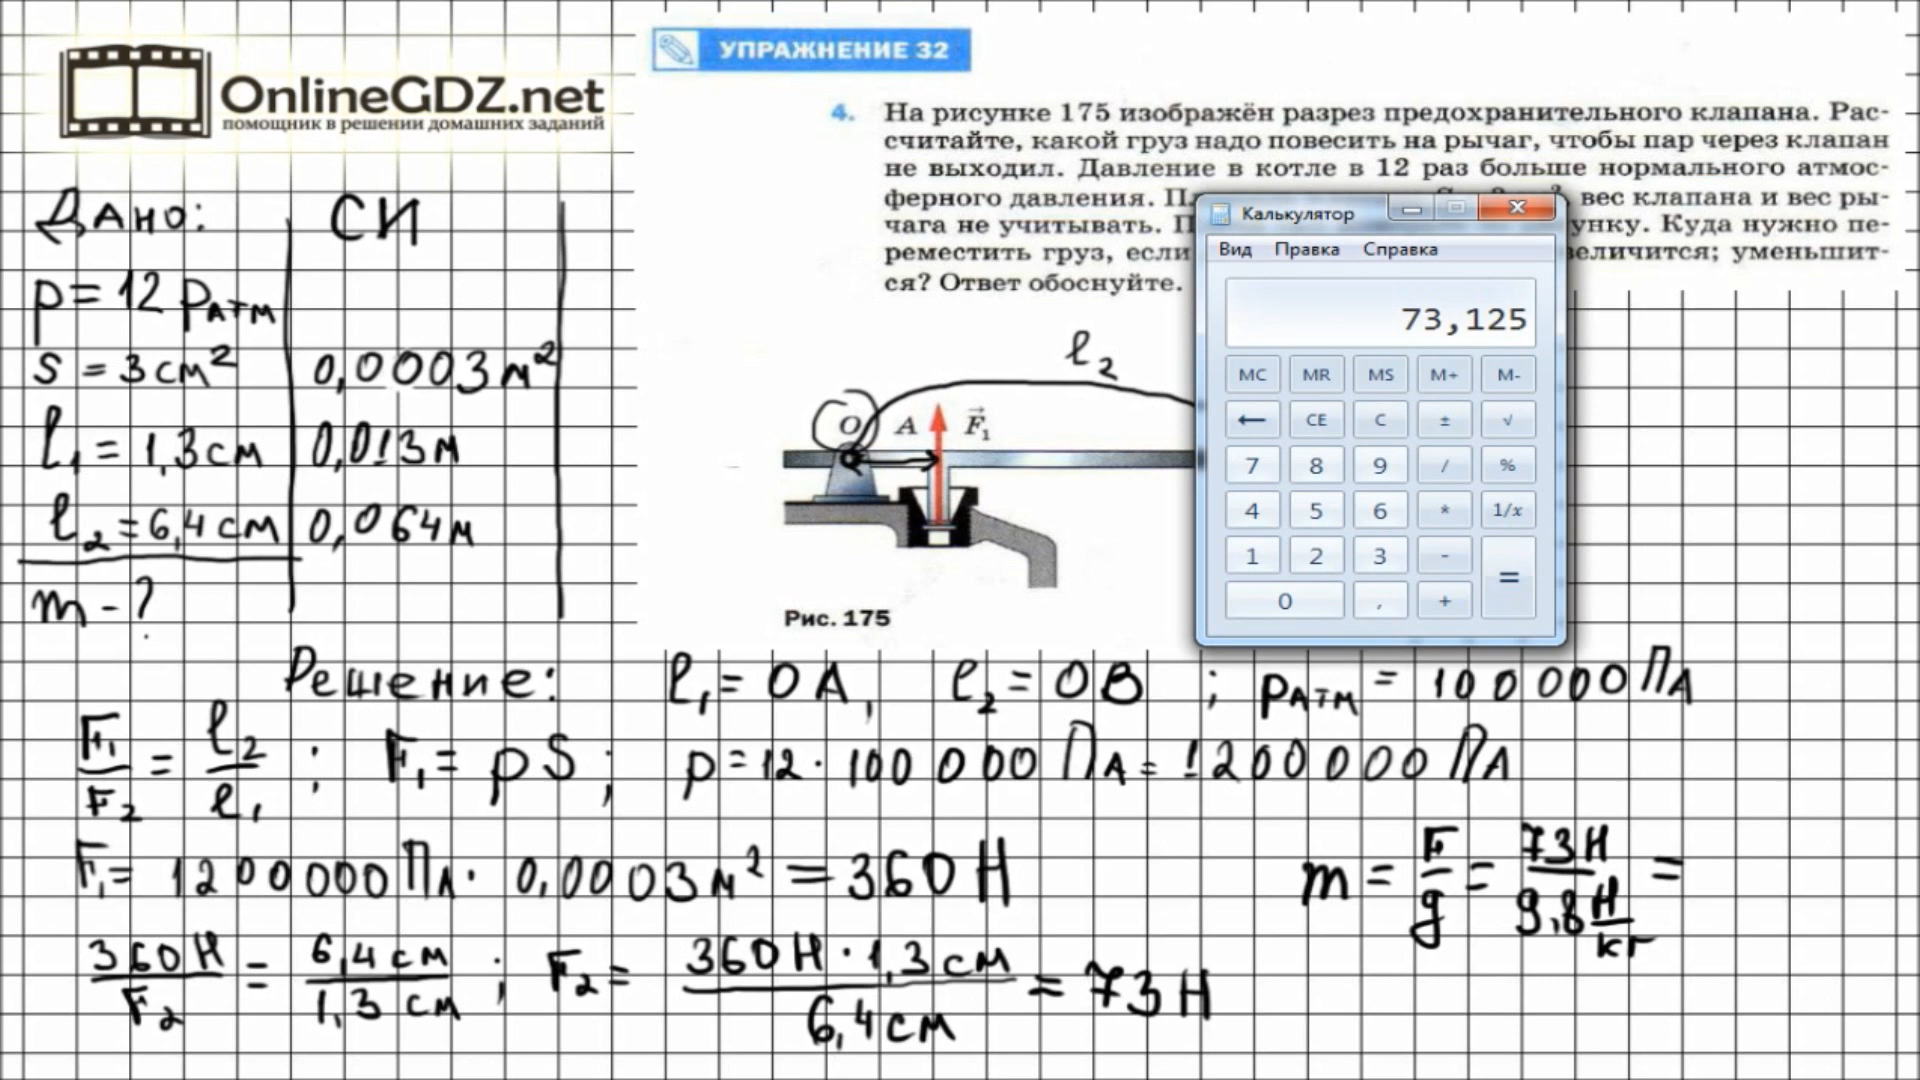 УПРАЖНЕНИЕ 32
OnlineGDZ.net
помощник в решении домашних заданий
4. На рисунке 175 изображён разрез предохранительного клапана. Рас-
считайте, какой груз надо повесить на рычаг, чтобы пар через клапан
не выходил. Давление в котле в 12 раз больше нормального атмос-
ферного давления. вес клапана и вес ры-
чага не учитывать. унку. Куда нужно пе-
реместить груз, если величится; уменьшит-
ся? Ответ обоснуйте.
Дано: СИ
p = 12 pатм
S = 3 см² 0,0003 м²
l₁ = 1,3 см 0,013 м
l₂ = 6,4 см 0,064 м
m - ?
l₂
O A F⃗₁
Рис. 175
Калькулятор
Вид Правка Справка
73,125
MC MR MS M+ M-
← CE C ± √
7 8 9 / %
4 5 6 * 1/x
1 2 3 - =
0 , +
Решение: l₁ = OA, l₂ = OB ; pатм = 100 000 Па
F₁/F₂ = l₂/l₁ ; F₁ = pS ; p = 12 · 100 000 Па = 1200 000 Па
F₁ = 1200000 Па · 0,0003 м² = 360 Н
m = F/g = 73Н/9,8 Н/кг =
360Н/F₂ = 6,4 см/1,3 см ; F₂ = 360Н · 1,3 см/6,4 см = 73 Н